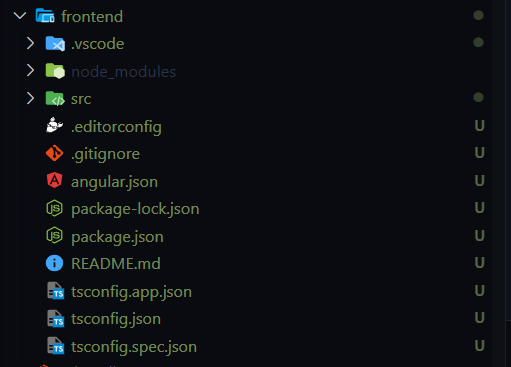 frontend
.vscode
node_modules
src
.editorconfig U
.gitignore U
angular.json U
package-lock.json U
package.json U
README.md U
tsconfig.app.json U
tsconfig.json U
tsconfig.spec.json U